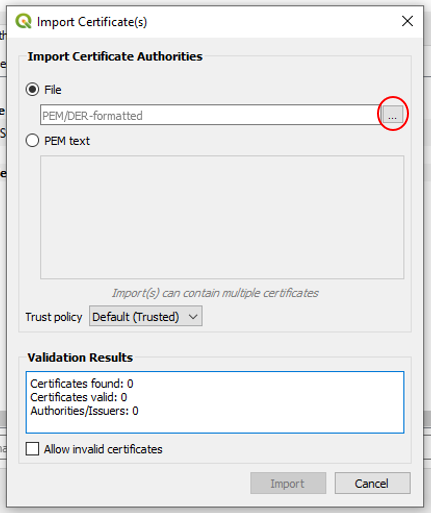 Import Certificate(s)
Import Certificate Authorities
File
PEM/DER-formatted
...
PEM text
Import(s) can contain multiple certificates
Trust policy
Default (Trusted)
Validation Results
Certificates found: 0
Certificates valid: 0
Authorities/Issuers: 0
Allow invalid certificates
Import
Cancel